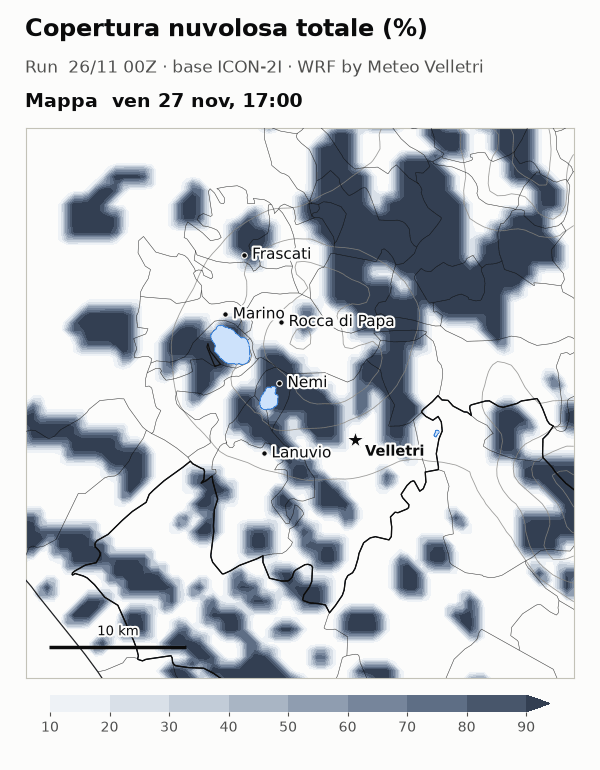 Copertura nuvolosa totale (%)
Run  26/11 00Z · base ICON-2I · WRF by Meteo Velletri
Mappa  ven 27 nov, 17:00
Frascati
Marino
Rocca di Papa
Nemi
Velletri
Lanuvio
10 km
10 20 30 40 50 60 70 80 90